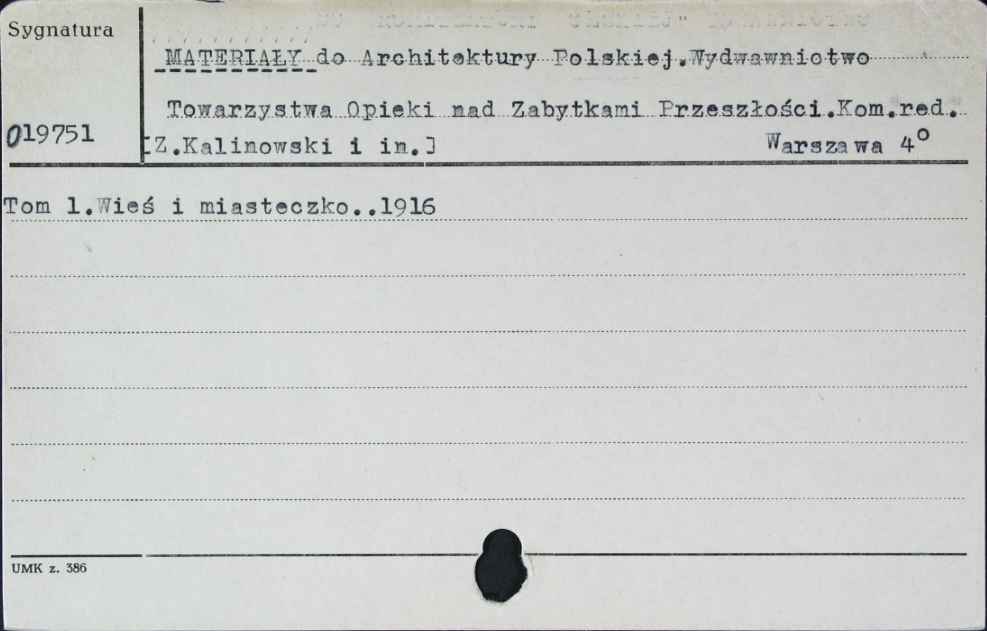 Sygnatura
MATERIAŁY do Architektury Polskiej.Wydwawnictwo
Towarzystwa Opieki nad Zabytkami Przeszłości.Kom.red.
019751
[Z.Kalinowski i in.] Warszawa 4°
Tom 1.Wieś i miasteczko..1916
UMK z. 386